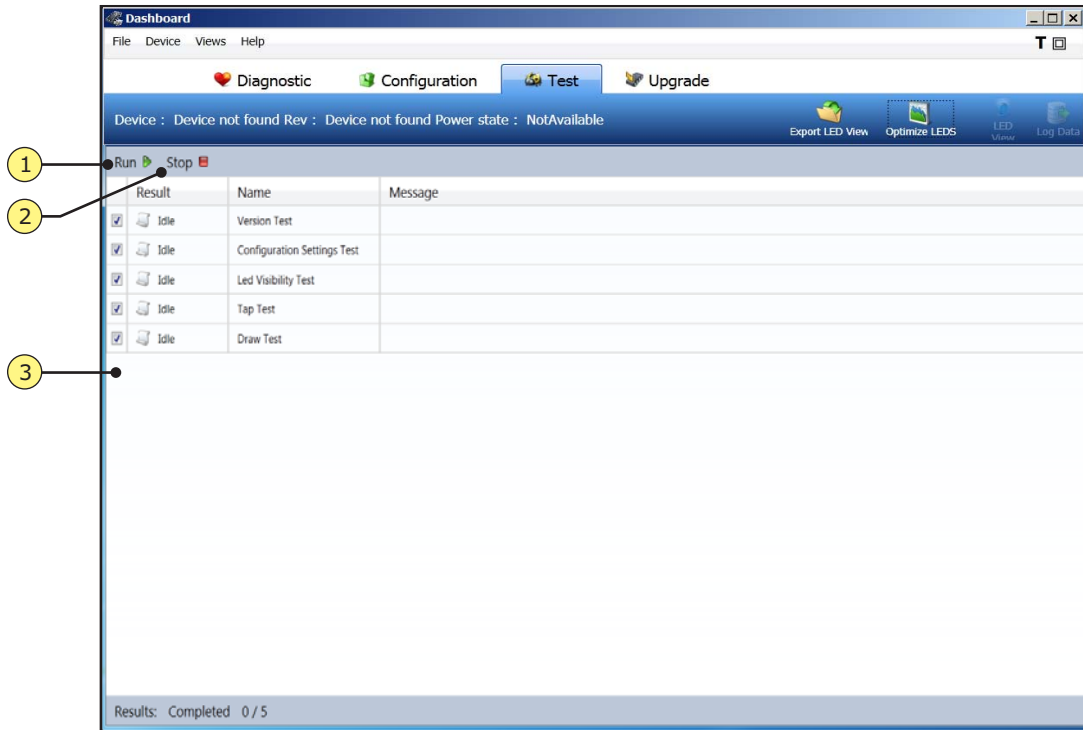 Dashboard
File Device Views Help
T
Diagnostic Configuration Test Upgrade
Device : Device not found Rev : Device not found Power state : NotAvailable
Export LED View Optimize LEDS LED View Log Data
1
Run Stop
2
Result Name Message
Idle Version Test
Idle Configuration Settings Test
Idle Led Visibility Test
Idle Tap Test
Idle Draw Test
3
Results: Completed 0 / 5